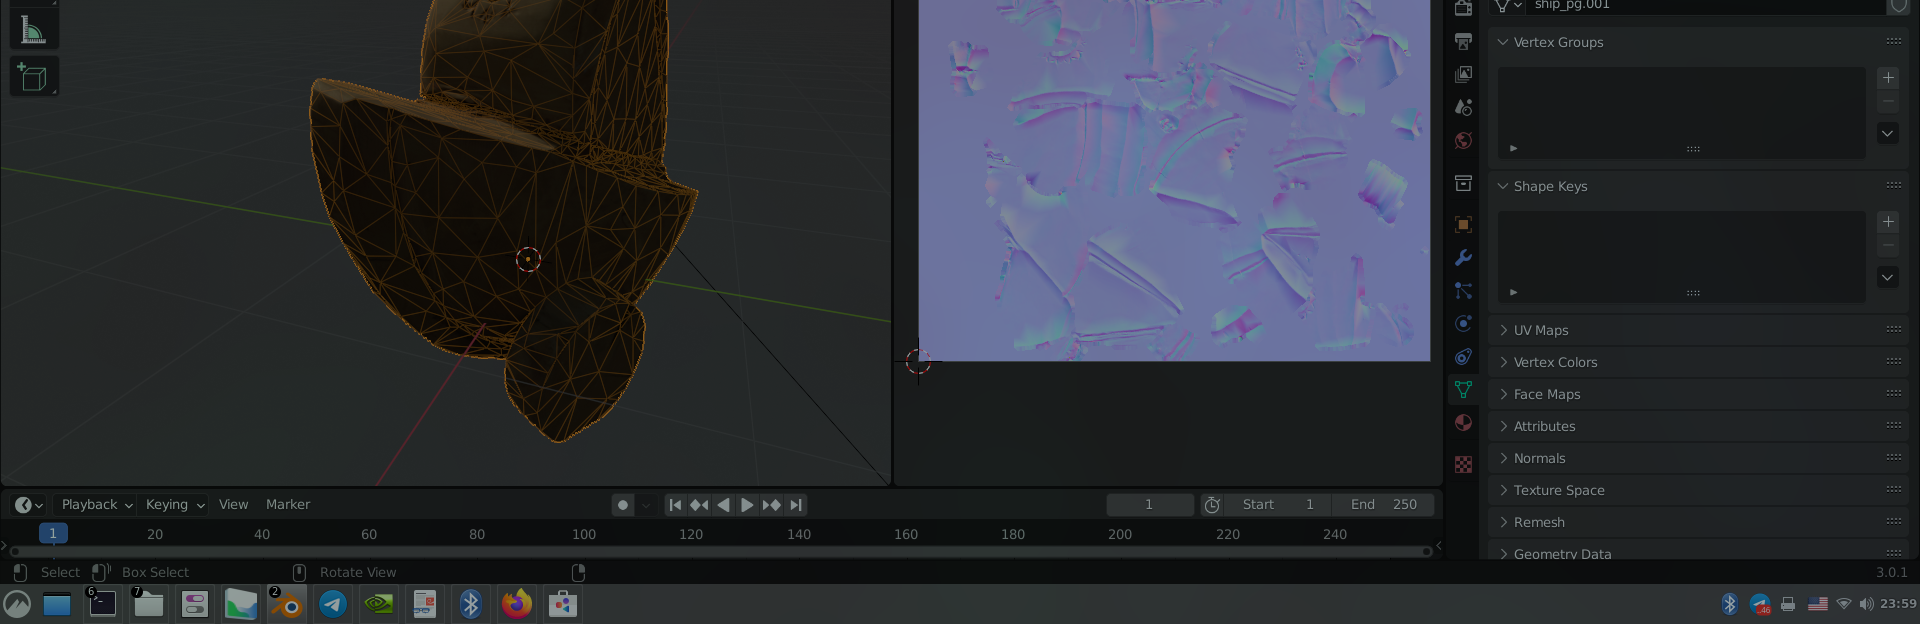 ship_pg.001
Vertex Groups
Shape Keys
UV Maps
Vertex Colors
Face Maps
Attributes
Normals
Texture Space
Remesh
Geometry Data
Playback Keying View Marker
1 Start 1 End 250
1 20 40 60 80 100 120 140 160 180 200 220 240
Select Box Select Rotate View 3.0.1
6 7 2 46 23:59